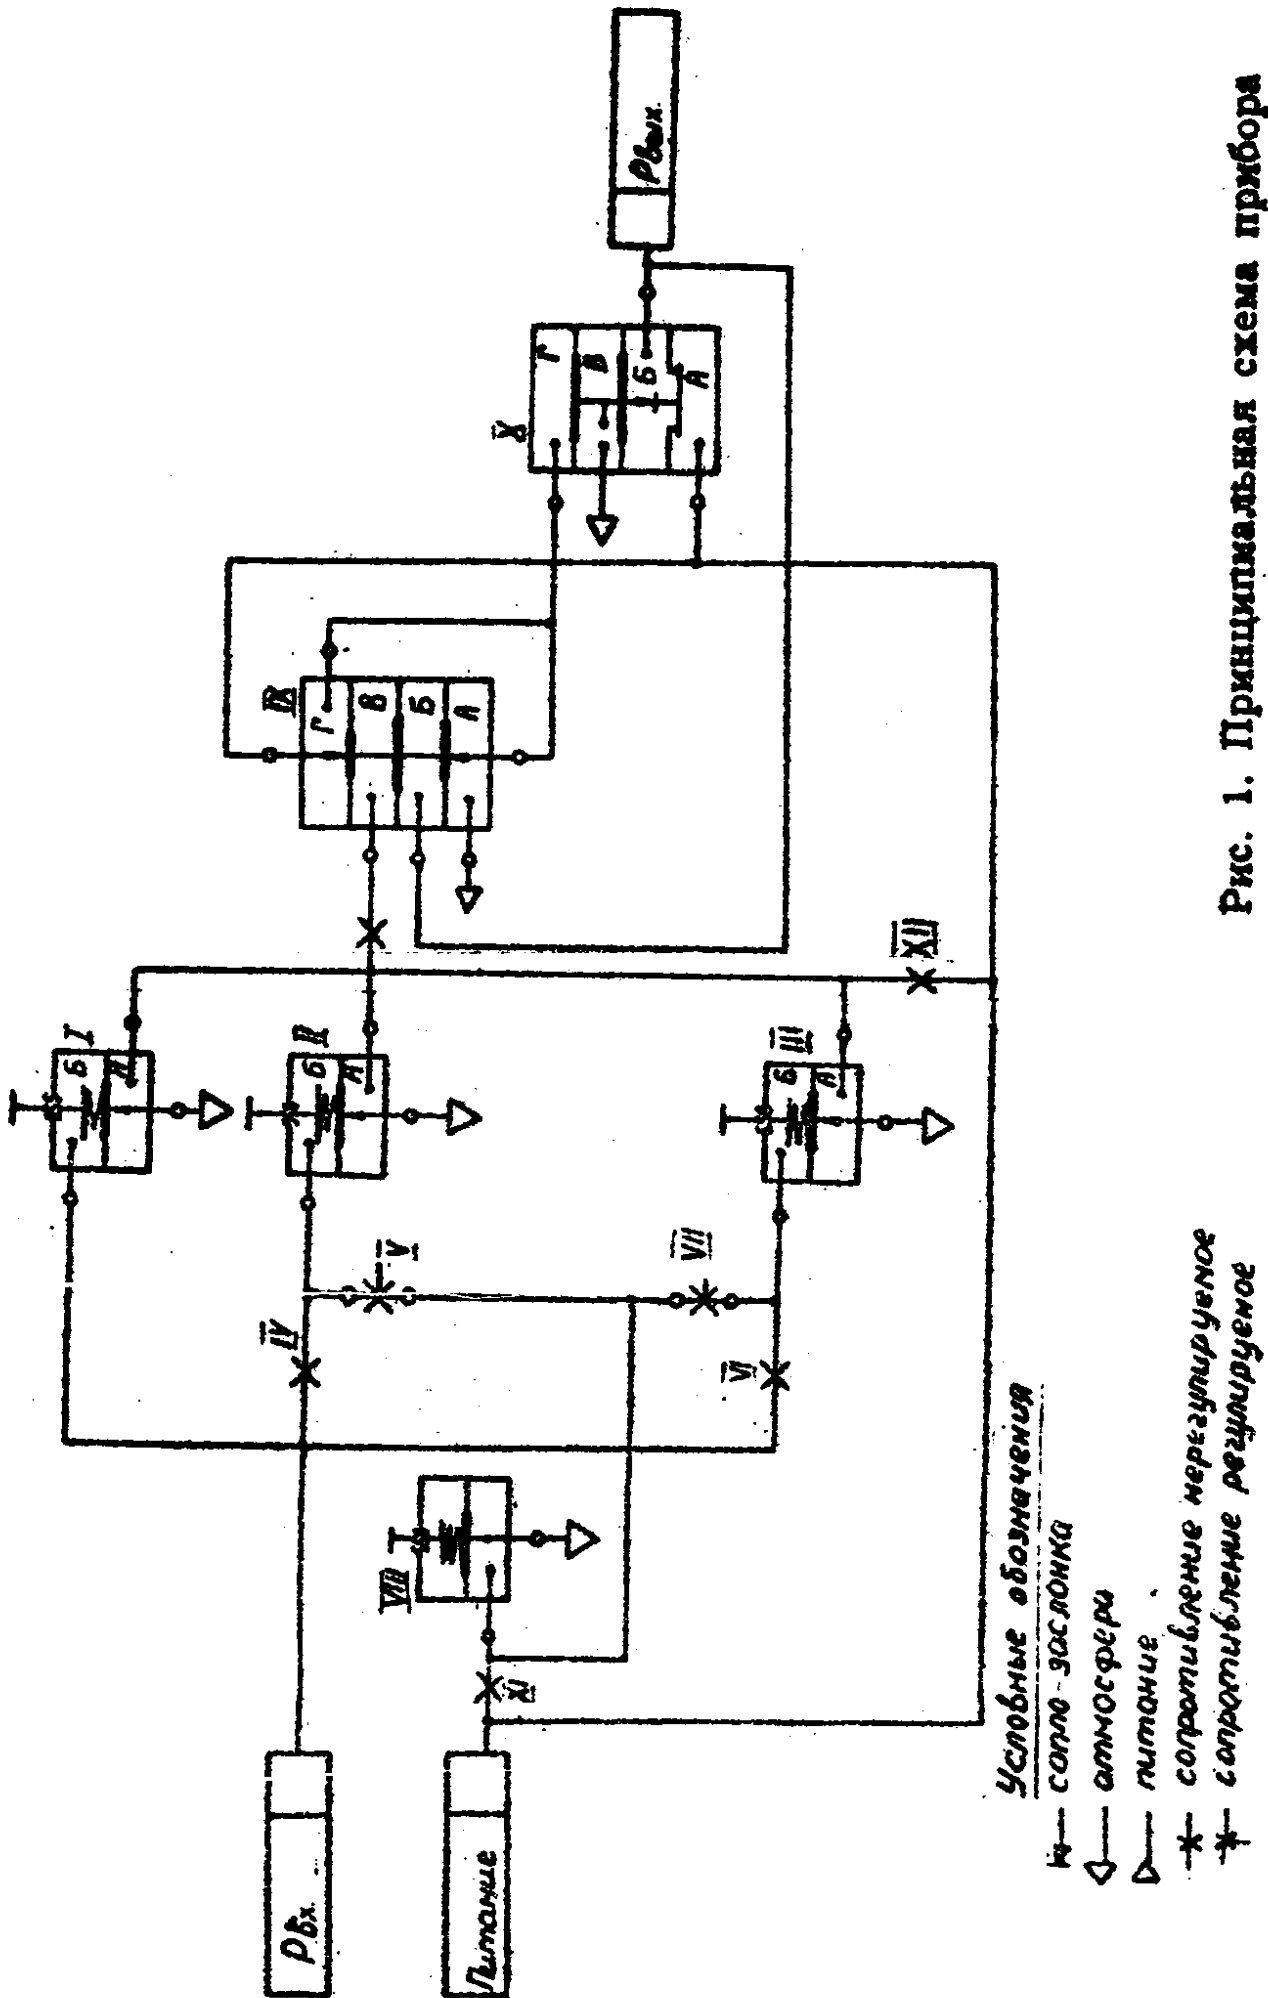 Рвх.
Питание
VIII
XI
I
Б
А
II
Б
А
III
Б
А
IV
V
VI
VII
XII
IX
Г
В
Б
А
X
Г
В
Б
А
Рвых.
Условные обозначения
сопло-заслонка
атмосфера
питание
сопротивление нерегулируемое
сопротивление регулируемое
Рис. 1. Принципиальная схема прибора